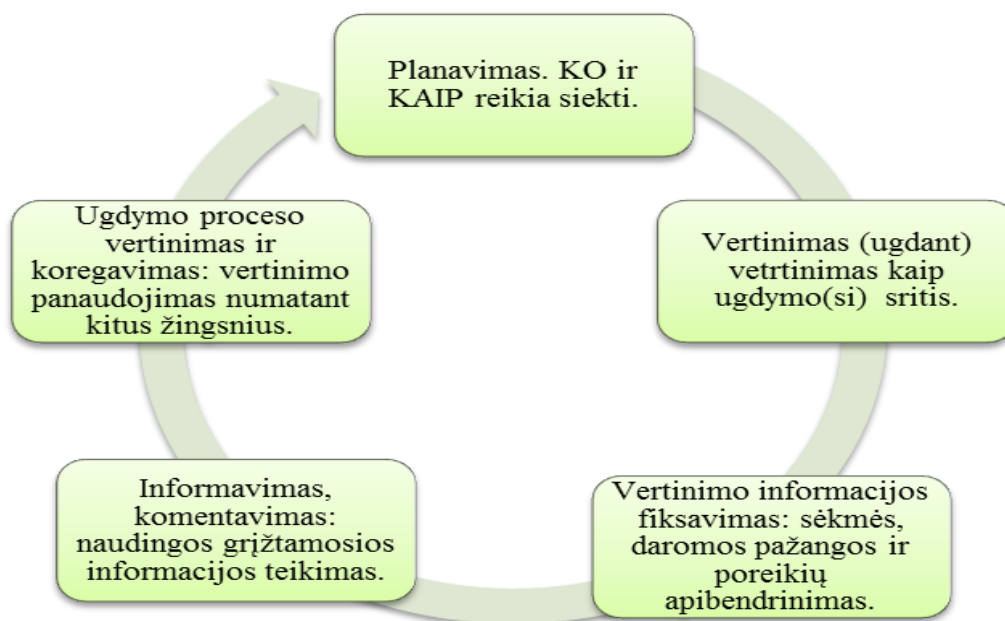 Planavimas. KO ir
KAIP reikia siekti.
Vertinimas (ugdant)
vetrtinimas kaip
ugdymo(si) sritis.
Vertinimo informacijos
fiksavimas: sėkmės,
daromos pažangos ir
poreikių
apibendrinimas.
Informavimas,
komentavimas:
naudingos grįžtamosios
informacijos teikimas.
Ugdymo proceso
vertinimas ir
koregavimas: vertinimo
panaudojimas numatant
kitus žingsnius.